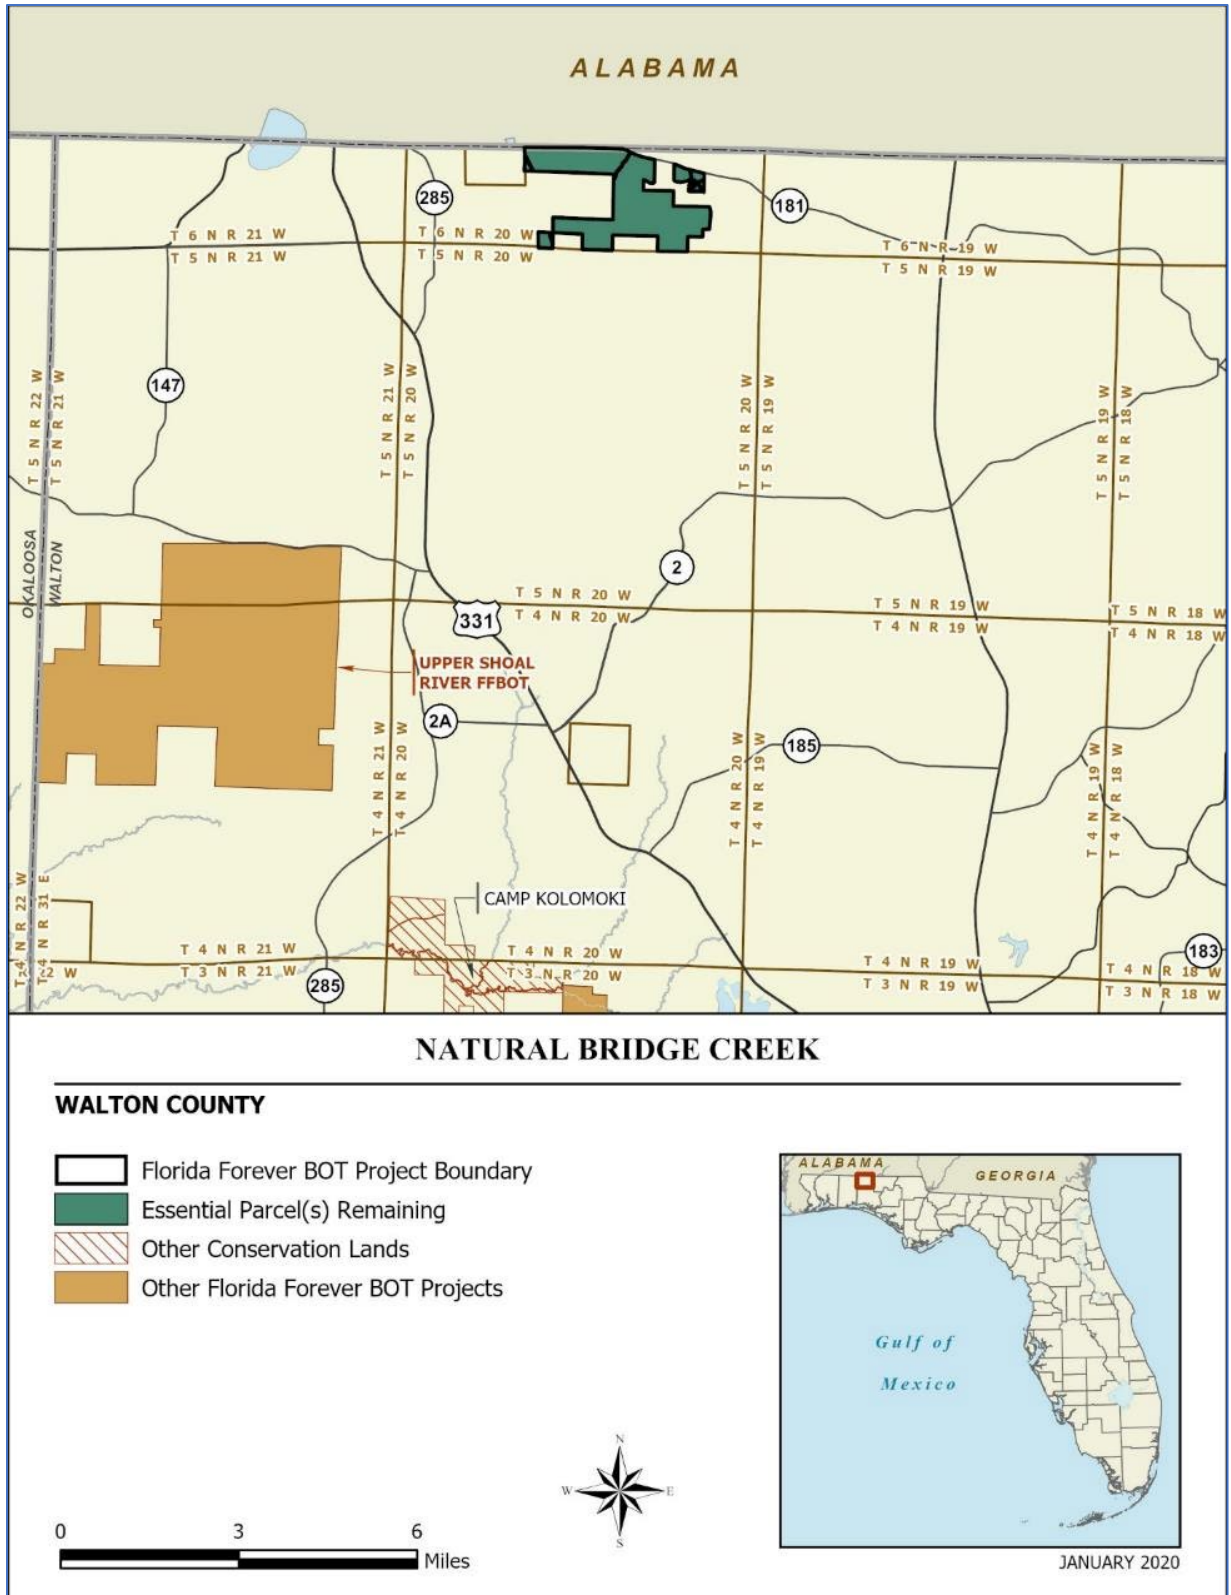 ALABAMA
285
181
T 6 N R 21 W
T 5 N R 21 W
T 6 N R 20 W
T 5 N R 20 W
T 6 N R 19 W
T 5 N R 19 W
147
T 5 N R 22 W
T 5 N R 21 W
T 5 N R 21 W
T 5 N R 20 W
T 5 N R 20 W
T 5 N R 19 W
T 5 N R 19 W
T 5 N R 18 W
OKALOOSA
WALTON
2
T 5 N R 20 W
T 4 N R 20 W
331
T 5 N R 19 W
T 4 N R 19 W
T 5 N R 18 W
T 4 N R 18 W
UPPER SHOAL
RIVER FFBOT
2A
185
T 4 N R 21 W
T 4 N R 20 W
T 4 N R 20 W
T 4 N R 19 W
T 4 N R 19 W
T 4 N R 18 W
CAMP KOLOMOKI
T 4 N R 22 W
T 4 N R 31 E
22 W
T 4 N R 21 W
T 3 N R 21 W
285
T 4 N R 20 W
T 3 N R 20 W
T 4 N R 19 W
T 3 N R 19 W
183
T 4 N R 18 W
T 3 N R 18 W
NATURAL BRIDGE CREEK
WALTON COUNTY
Florida Forever BOT Project Boundary
Essential Parcel(s) Remaining
Other Conservation Lands
Other Florida Forever BOT Projects
ALABAMA
GEORGIA
Gulf of
Mexico
N
W E
S
0 3 6
Miles
JANUARY 2020